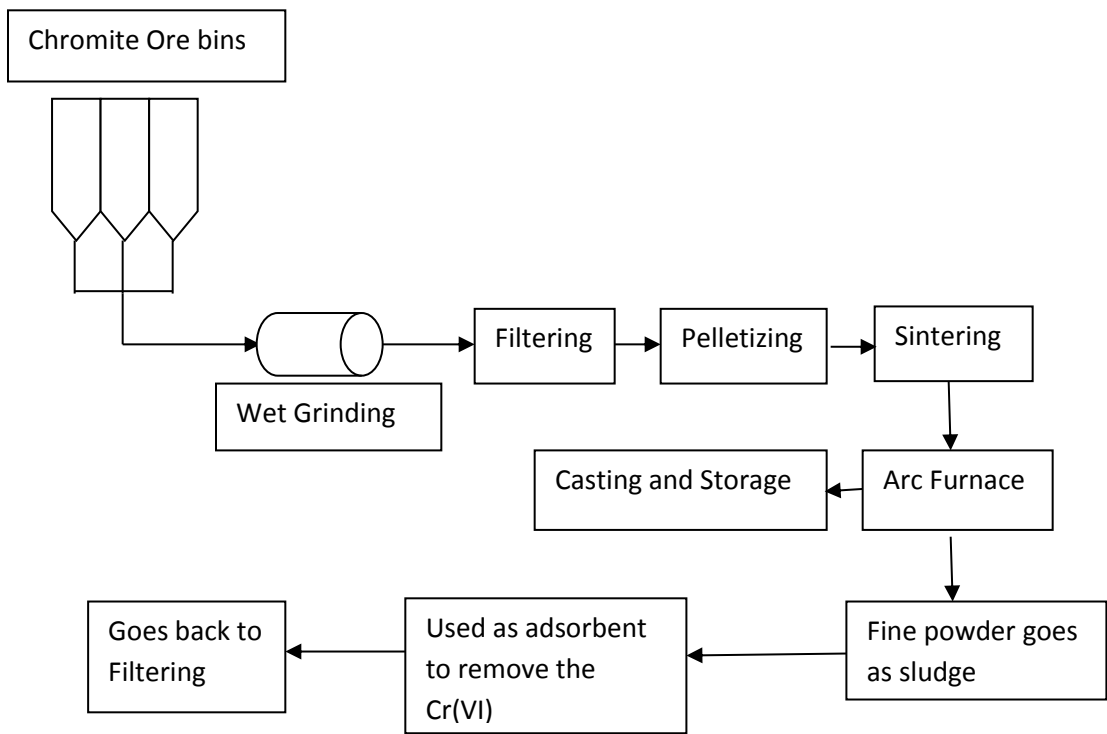 Chromite Ore bins
Filtering
Pelletizing
Sintering
Wet Grinding
Casting and Storage
Arc Furnace
Goes back to
Filtering
Used as adsorbent
to remove the
Cr(VI)
Fine powder goes
as sludge